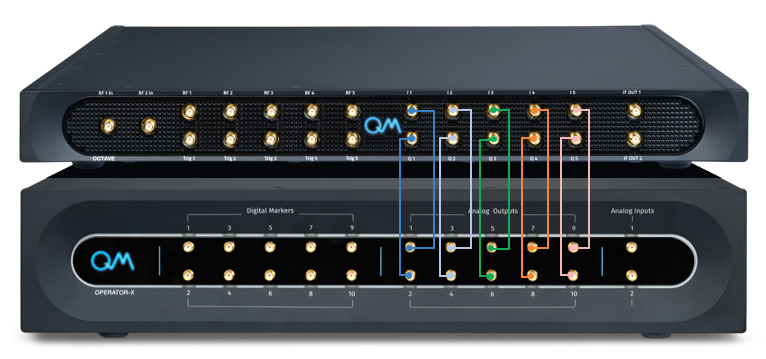 RF 1 In RF 2 In RF 1 RF 2 RF 3 RF 4 RF 5 I 1 I 2 I 3 I 4 I 5 IF OUT 1
QM
OCTAVE Trig 1 Trig 2 Trig 3 Trig 4 Trig 5 Q 1 Q 2 Q 3 Q 4 Q 5 IF OUT 2
Digital Markers Analog Outputs Analog Inputs
1 3 5 7 9 1 3 5 7 9 1
QM
OPERATOR-X 2 4 6 8 10 2 4 6 8 10 2